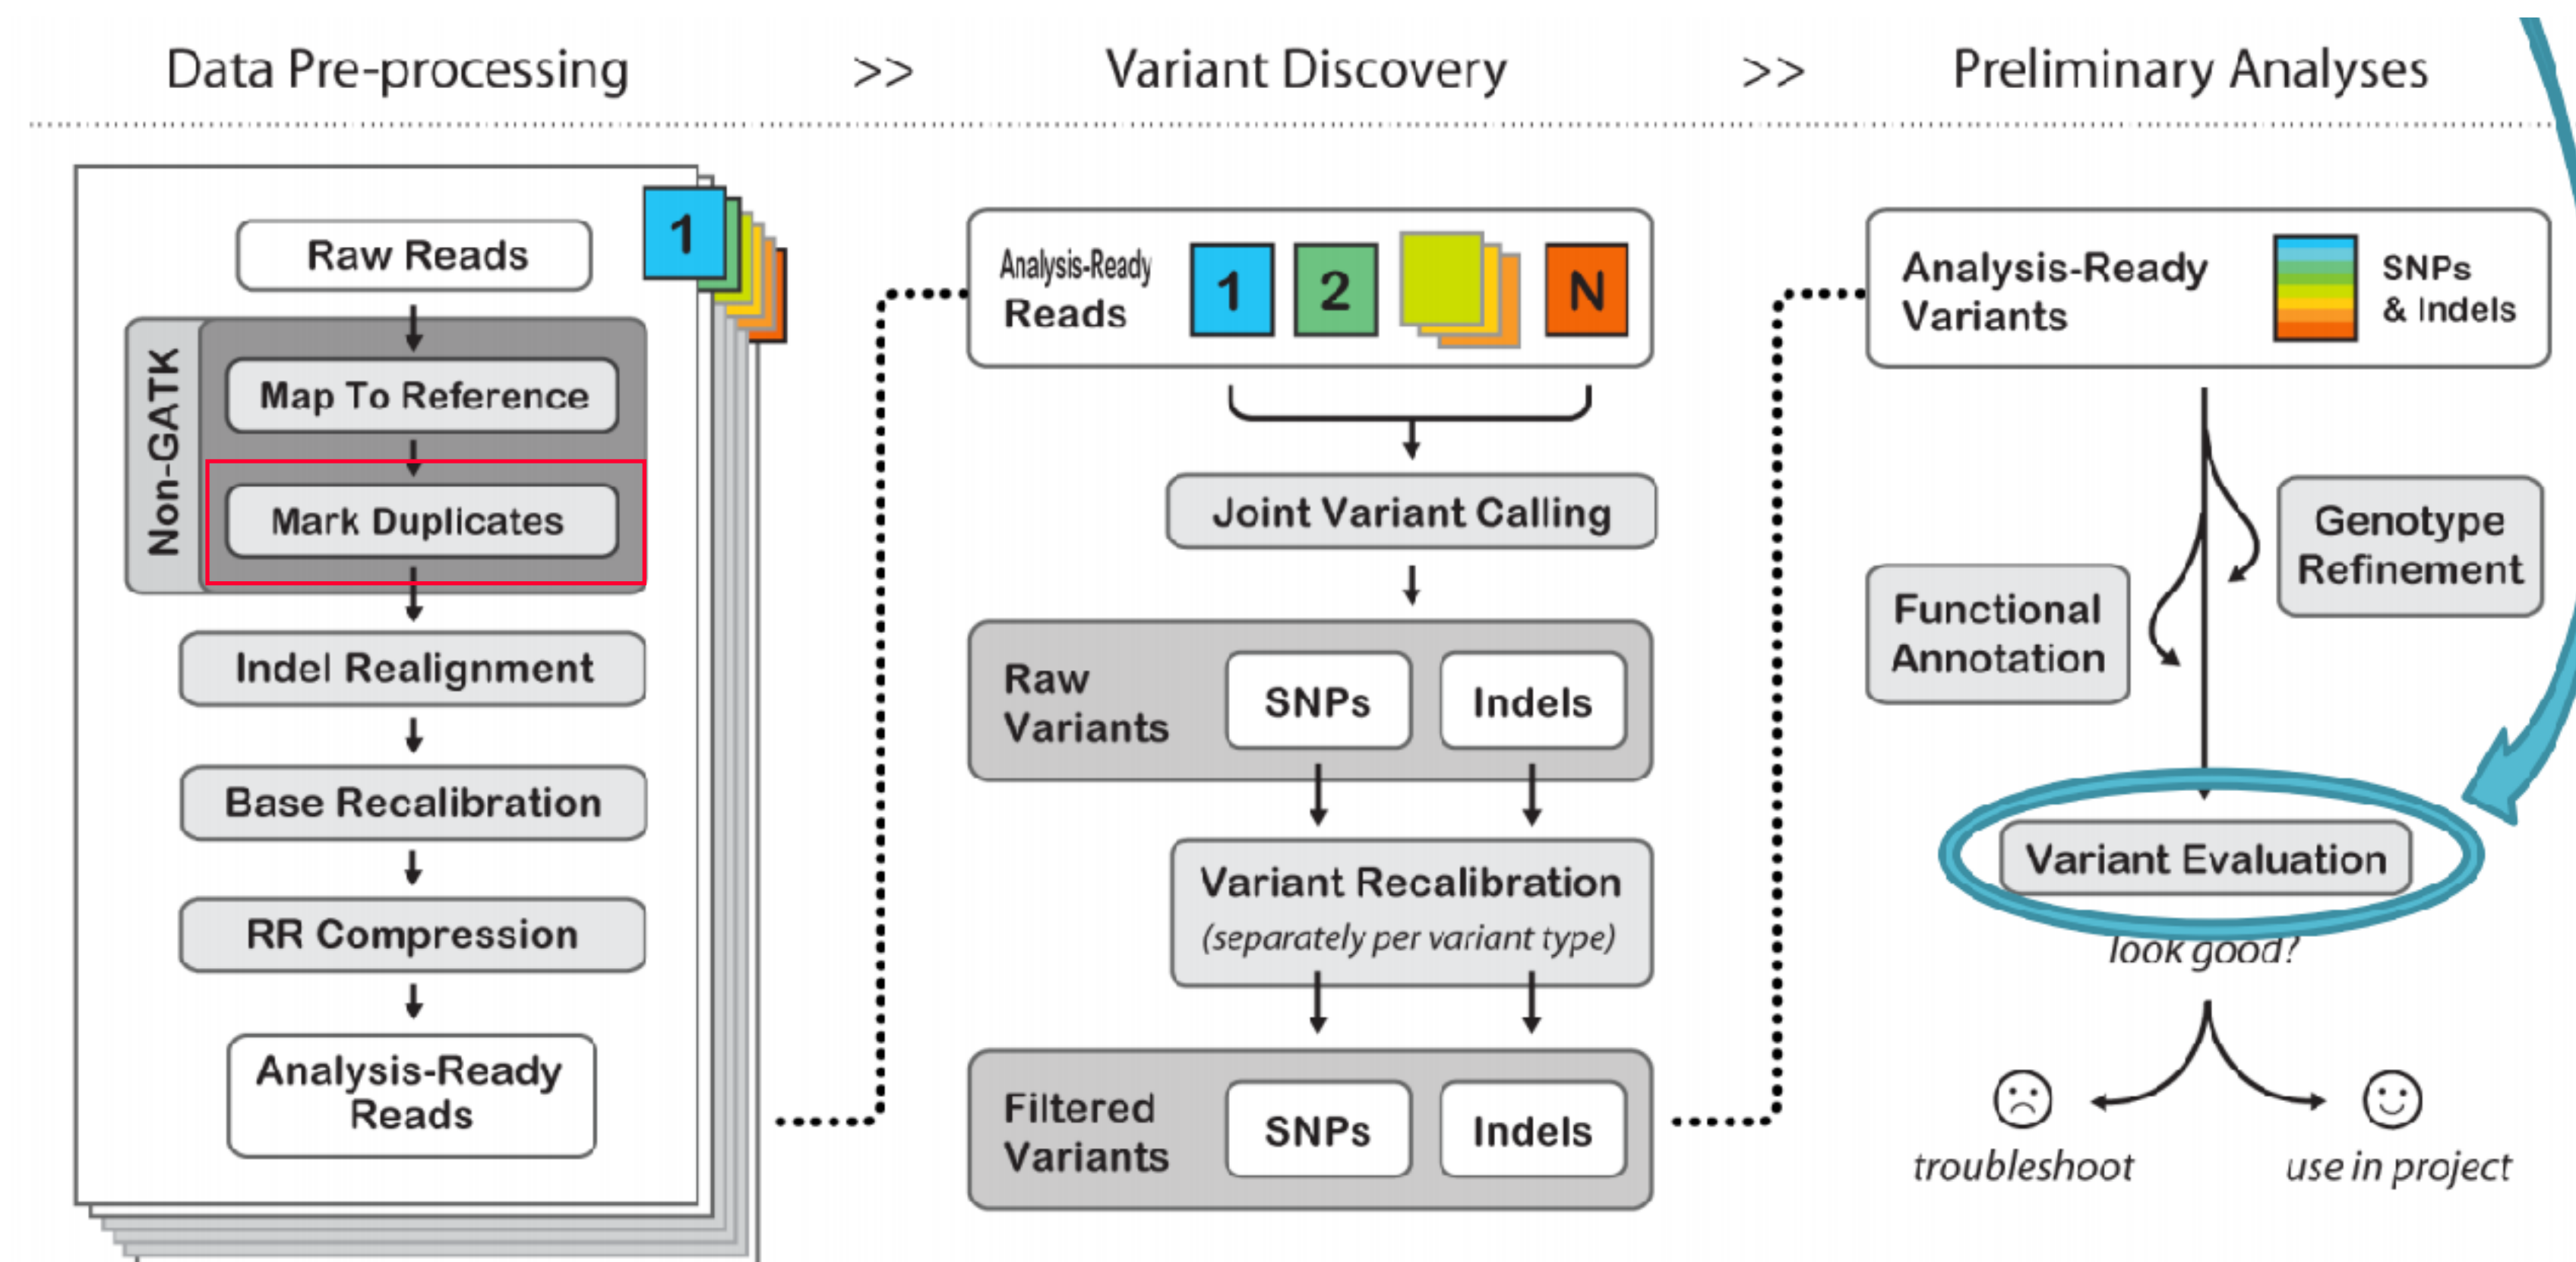 Data Pre-processing >> Variant Discovery >> Preliminary Analyses
1
Raw Reads
Non-GATK
Map To Reference
Mark Duplicates
Indel Realignment
Base Recalibration
RR Compression
Analysis-Ready
Reads
Analysis-Ready
Reads
1
2
N
Joint Variant Calling
Raw
Variants
SNPs
Indels
Variant Recalibration
(separately per variant type)
Filtered
Variants
SNPs
Indels
Analysis-Ready
Variants
SNPs
& Indels
Genotype
Refinement
Functional
Annotation
Variant Evaluation
look good?
troubleshoot
use in project